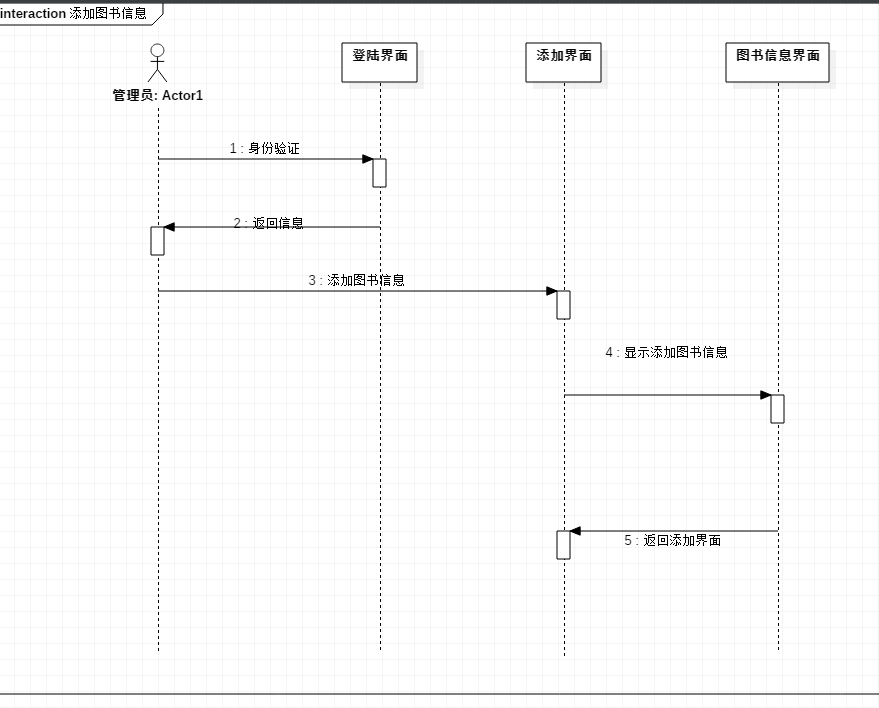 interaction 添加图书信息
登陆界面
添加界面
图书信息界面
管理员: Actor1
1 : 身份验证
2 : 返回信息
3 : 添加图书信息
4 : 显示添加图书信息
5 : 返回添加界面